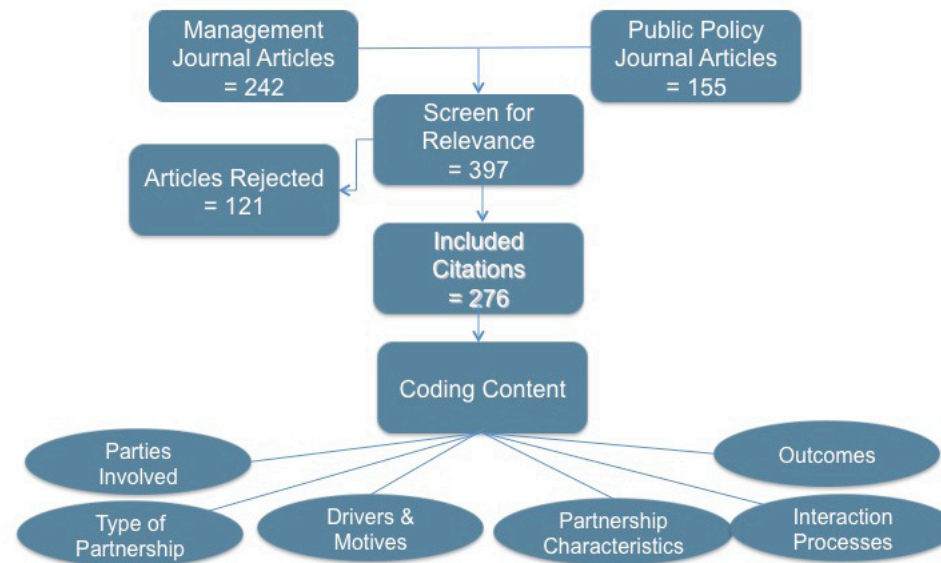 Management
Journal Articles
= 242
Public Policy
Journal Articles
= 155
Screen for
Relevance
= 397
Articles Rejected
= 121
Included
Citations
= 276
Coding Content
Parties
Involved
Outcomes
Type of
Partnership
Drivers &
Motives
Partnership
Characteristics
Interaction
Processes